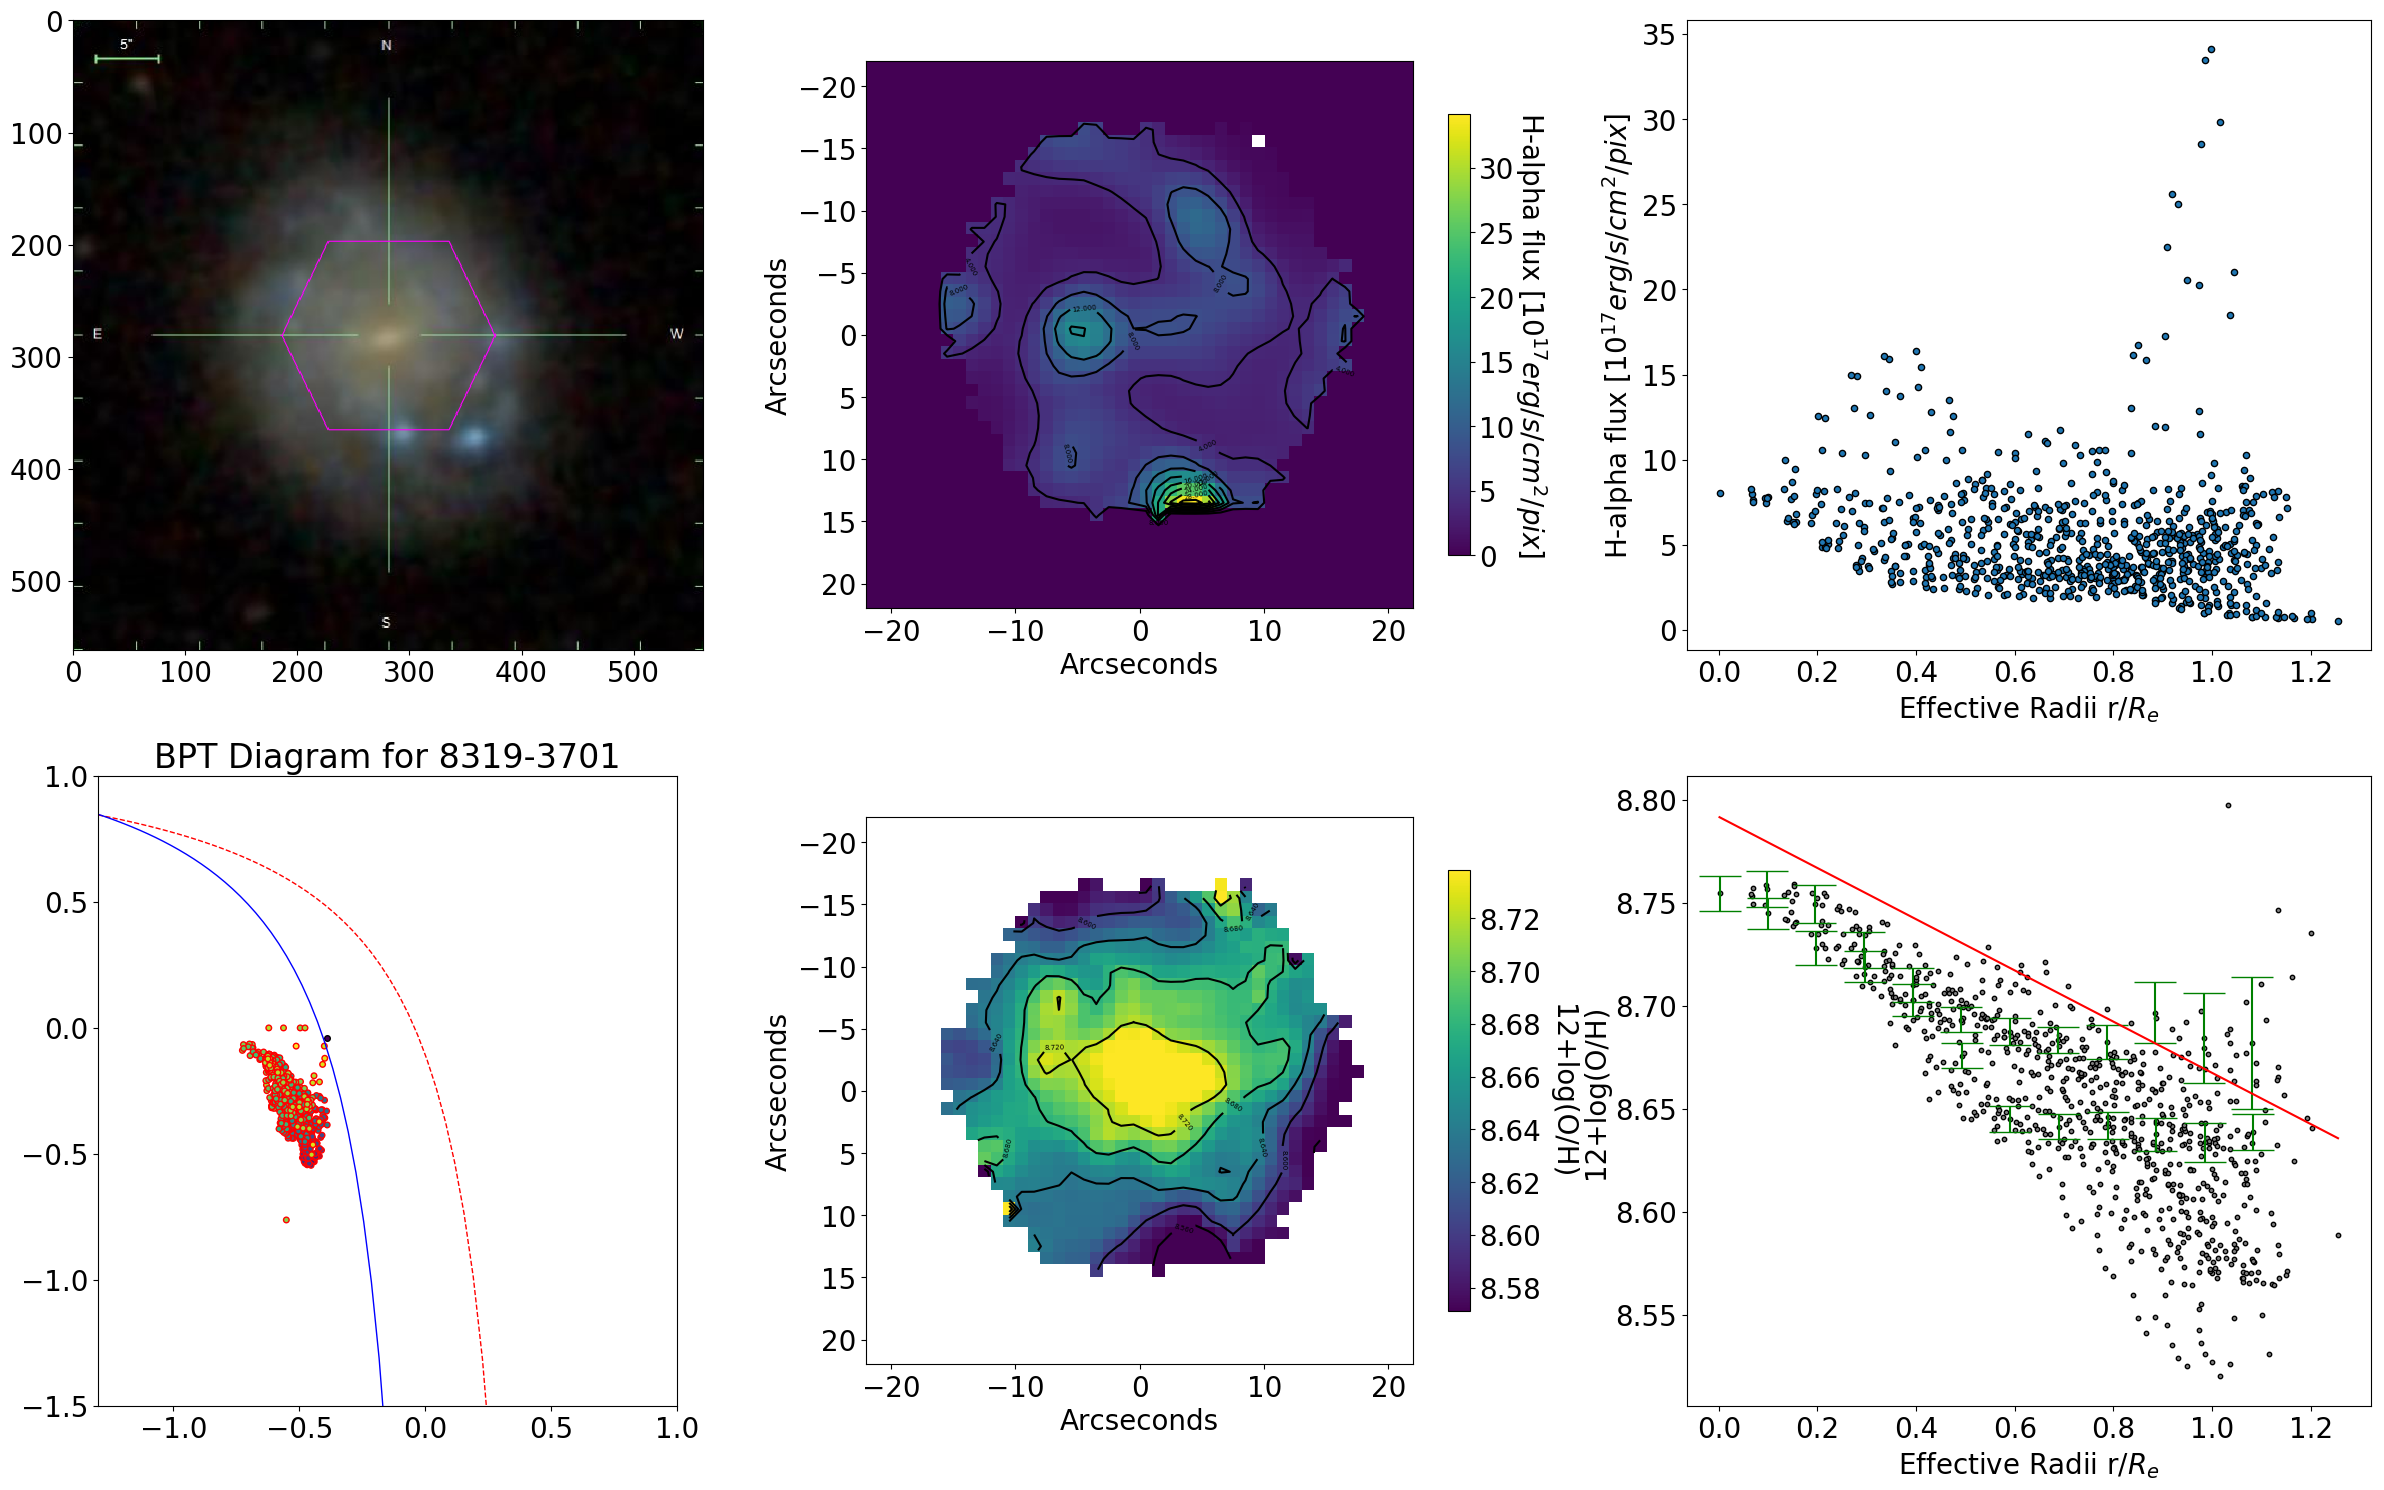 0
100
200
300
400
500
5"
N
E
W
S
0 100 200 300 400 500
−20
−15
−10
−5
0
5
10
15
20
Arcseconds
−20 −10 0 10 20
Arcseconds
30
25
20
15
10
5
0
H-alpha flux [10^17 erg/s/cm^2/pix]
35
30
25
20
15
10
5
0
H-alpha flux [10^17 erg/s/cm^2/pix]
0.0 0.2 0.4 0.6 0.8 1.0 1.2
Effective Radii r/R_e
BPT Diagram for 8319-3701
1.0
0.5
0.0
−0.5
−1.0
−1.5
−1.0 −0.5 0.0 0.5 1.0
−20
−15
−10
−5
0
5
10
15
20
Arcseconds
−20 −10 0 10 20
Arcseconds
8.72
8.70
8.68
8.66
8.64
8.62
8.60
8.58
12+log(O/H)
12+log(O/H)
8.80
8.75
8.70
8.65
8.60
8.55
0.0 0.2 0.4 0.6 0.8 1.0 1.2
Effective Radii r/R_e